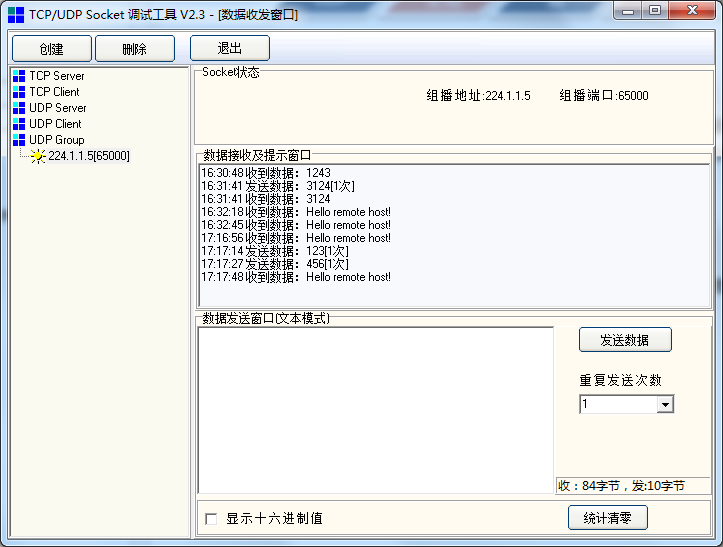 TCP/UDP Socket 调试工具 V2.3 - [数据收发窗口]
创建 删除 退出
TCP Server
TCP Client
UDP Server
UDP Client
UDP Group
224.1.1.5[65000]
Socket状态
组播地址:224.1.1.5 组播端口:65000
数据接收及提示窗口
16:30:48 收到数据：1243
16:31:41 发送数据：3124[1次]
16:31:41 收到数据：3124
16:32:18 收到数据：Hello remote host!
16:32:45 收到数据：Hello remote host!
17:16:56 收到数据：Hello remote host!
17:17:14 发送数据：123[1次]
17:17:27 发送数据：456[1次]
17:17:48 收到数据：Hello remote host!
数据发送窗口(文本模式)
发送数据
重复发送次数
1
收：84字节，发:10字节
显示十六进制值
统计清零